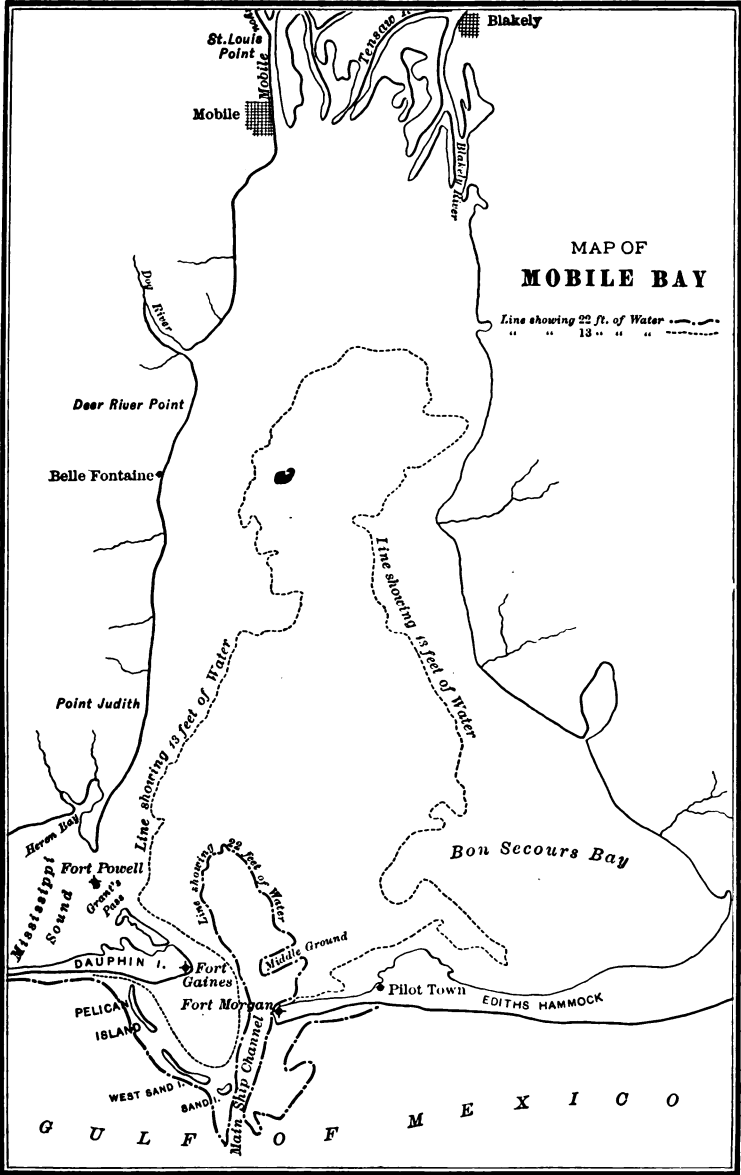 Blakely
St. Louis
Point
Mobile
Tensaw R.
Mobile
Blakely River
MAP OF
MOBILE BAY
Line showing 22 ft. of Water
" " 13 " " "
Dog River
Deer River Point
Belle Fontaine
Line showing 13 feet of Water
Line showing 13 feet of Water
Point Judith
Heron Bay
Line showing 22 feet of Water
Bon Secours Bay
Fort Powell
Grant's
Pass
Mississippi
Sound
Middle Ground
DAUPHIN I.
Fort
Gaines
Pilot Town
EDITHS HAMMOCK
Fort Morgan
PELICAN
ISLAND
Main Ship Channel
WEST SAND I.
SAND I.
GULF OF MEXICO